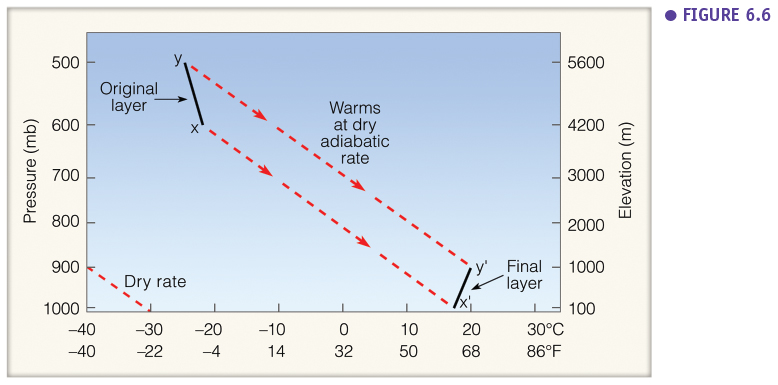 ● FIGURE 6.6
Pressure (mb)
500
600
700
800
900
1000
y
Original
layer
x
Warms
at dry
adiabatic
rate
Dry rate
y'
x'
Final
layer
5600
4200
3000
2000
1000
100
Elevation (m)
–40 –30 –20 –10 0 10 20 30°C
–40 –22 –4 14 32 50 68 86°F